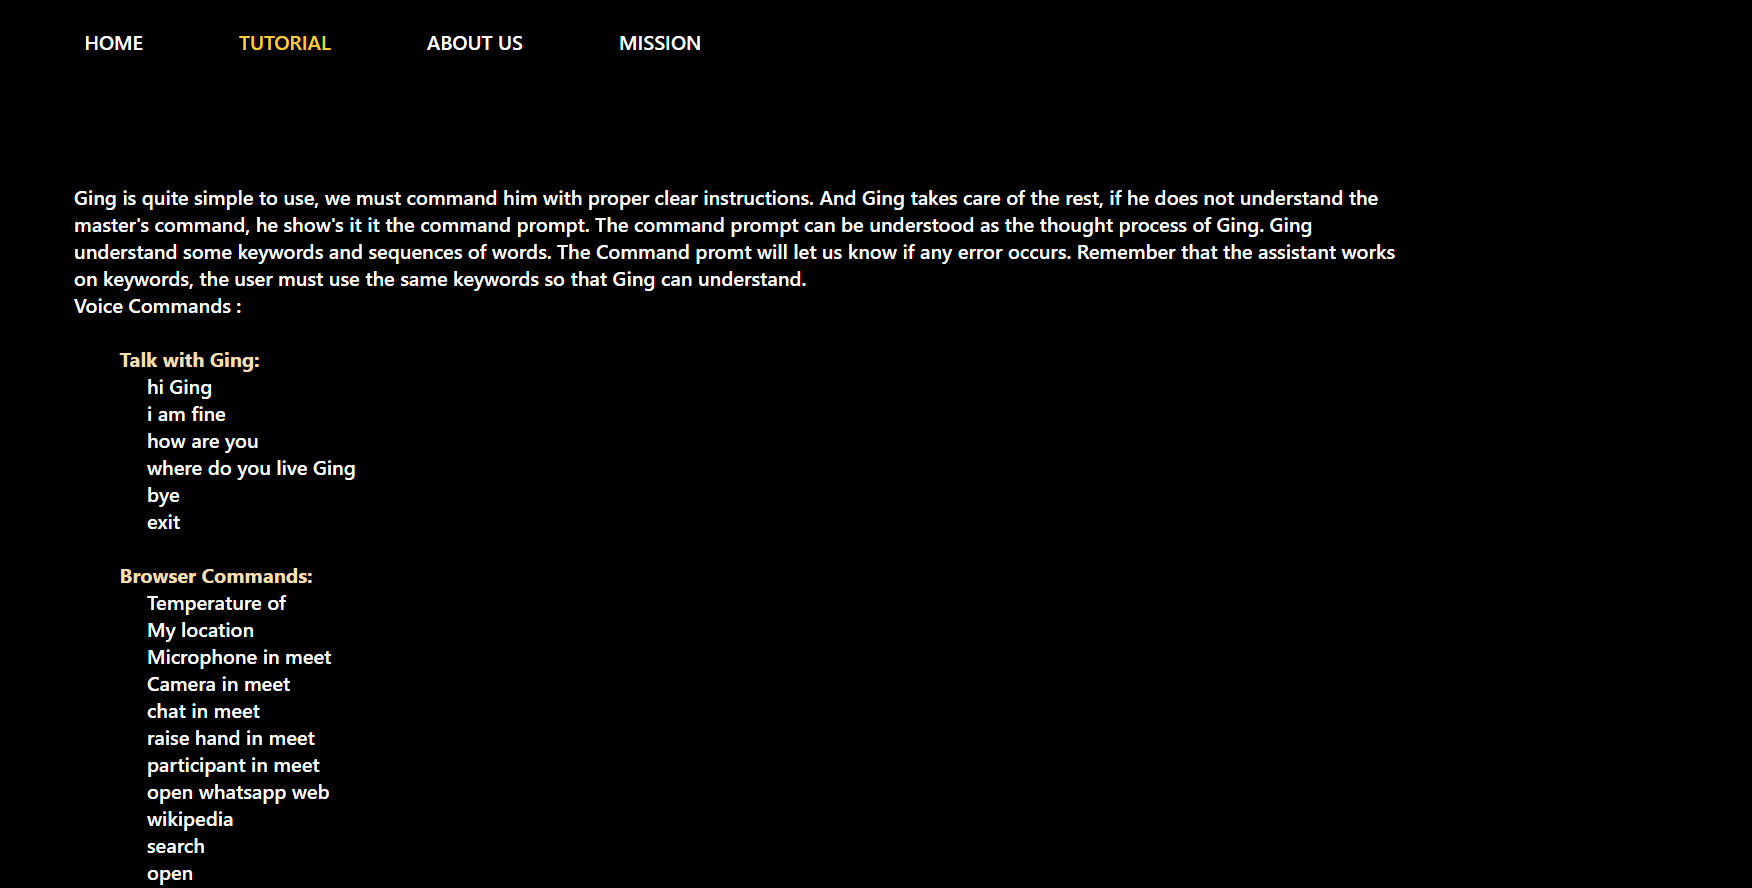 HOME TUTORIAL ABOUT US MISSION
Ging is quite simple to use, we must command him with proper clear instructions. And Ging takes care of the rest, if he does not understand the
master's command, he show's it it the command prompt. The command prompt can be understood as the thought process of Ging. Ging
understand some keywords and sequences of words. The Command promt will let us know if any error occurs. Remember that the assistant works
on keywords, the user must use the same keywords so that Ging can understand.
Voice Commands :
Talk with Ging:
hi Ging
i am fine
how are you
where do you live Ging
bye
exit
Browser Commands:
Temperature of
My location
Microphone in meet
Camera in meet
chat in meet
raise hand in meet
participant in meet
open whatsapp web
wikipedia
search
open